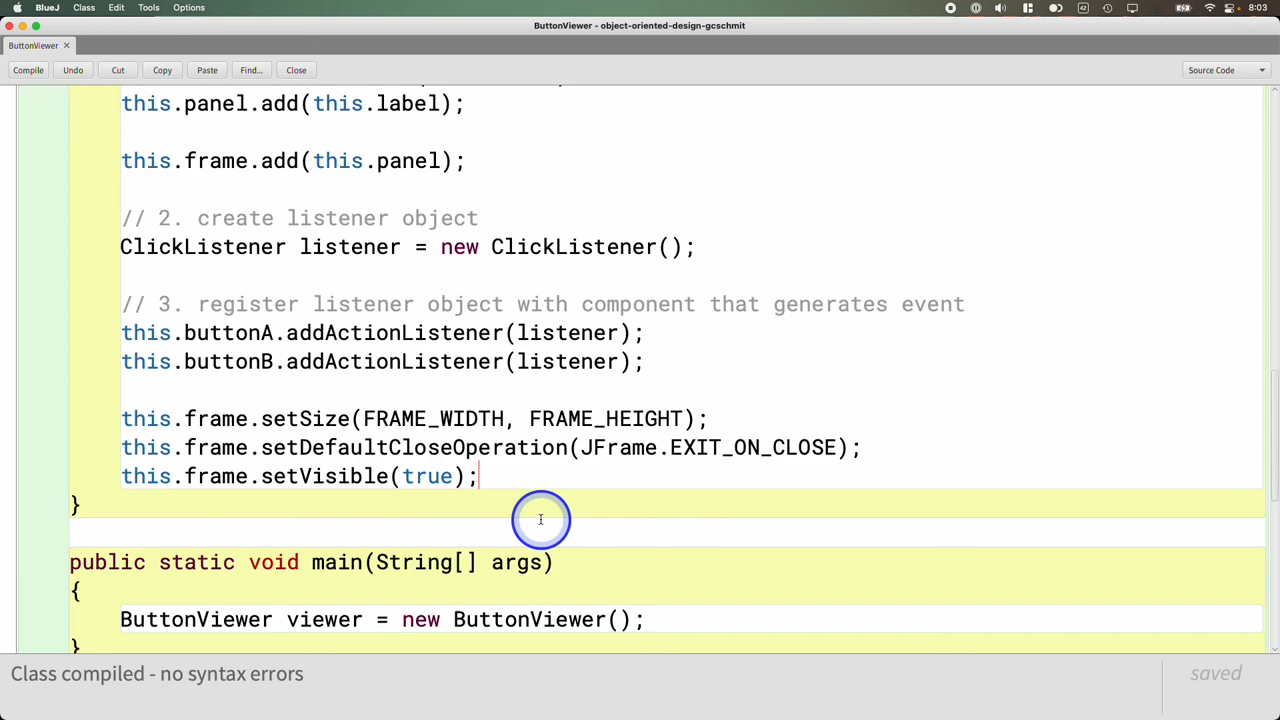 BlueJ Class Edit Tools Options 8:03
ButtonViewer - object-oriented-design-gcschmit
ButtonViewer ×
Compile Undo Cut Copy Paste Find... Close Source Code
this.panel.add(this.label);
this.frame.add(this.panel);
// 2. create listener object
ClickListener listener = new ClickListener();
// 3. register listener object with component that generates event
this.buttonA.addActionListener(listener);
this.buttonB.addActionListener(listener);
this.frame.setSize(FRAME_WIDTH, FRAME_HEIGHT);
this.frame.setDefaultCloseOperation(JFrame.EXIT_ON_CLOSE);
this.frame.setVisible(true);
}
public static void main(String[] args)
{
ButtonViewer viewer = new ButtonViewer();
}
Class compiled - no syntax errors
saved